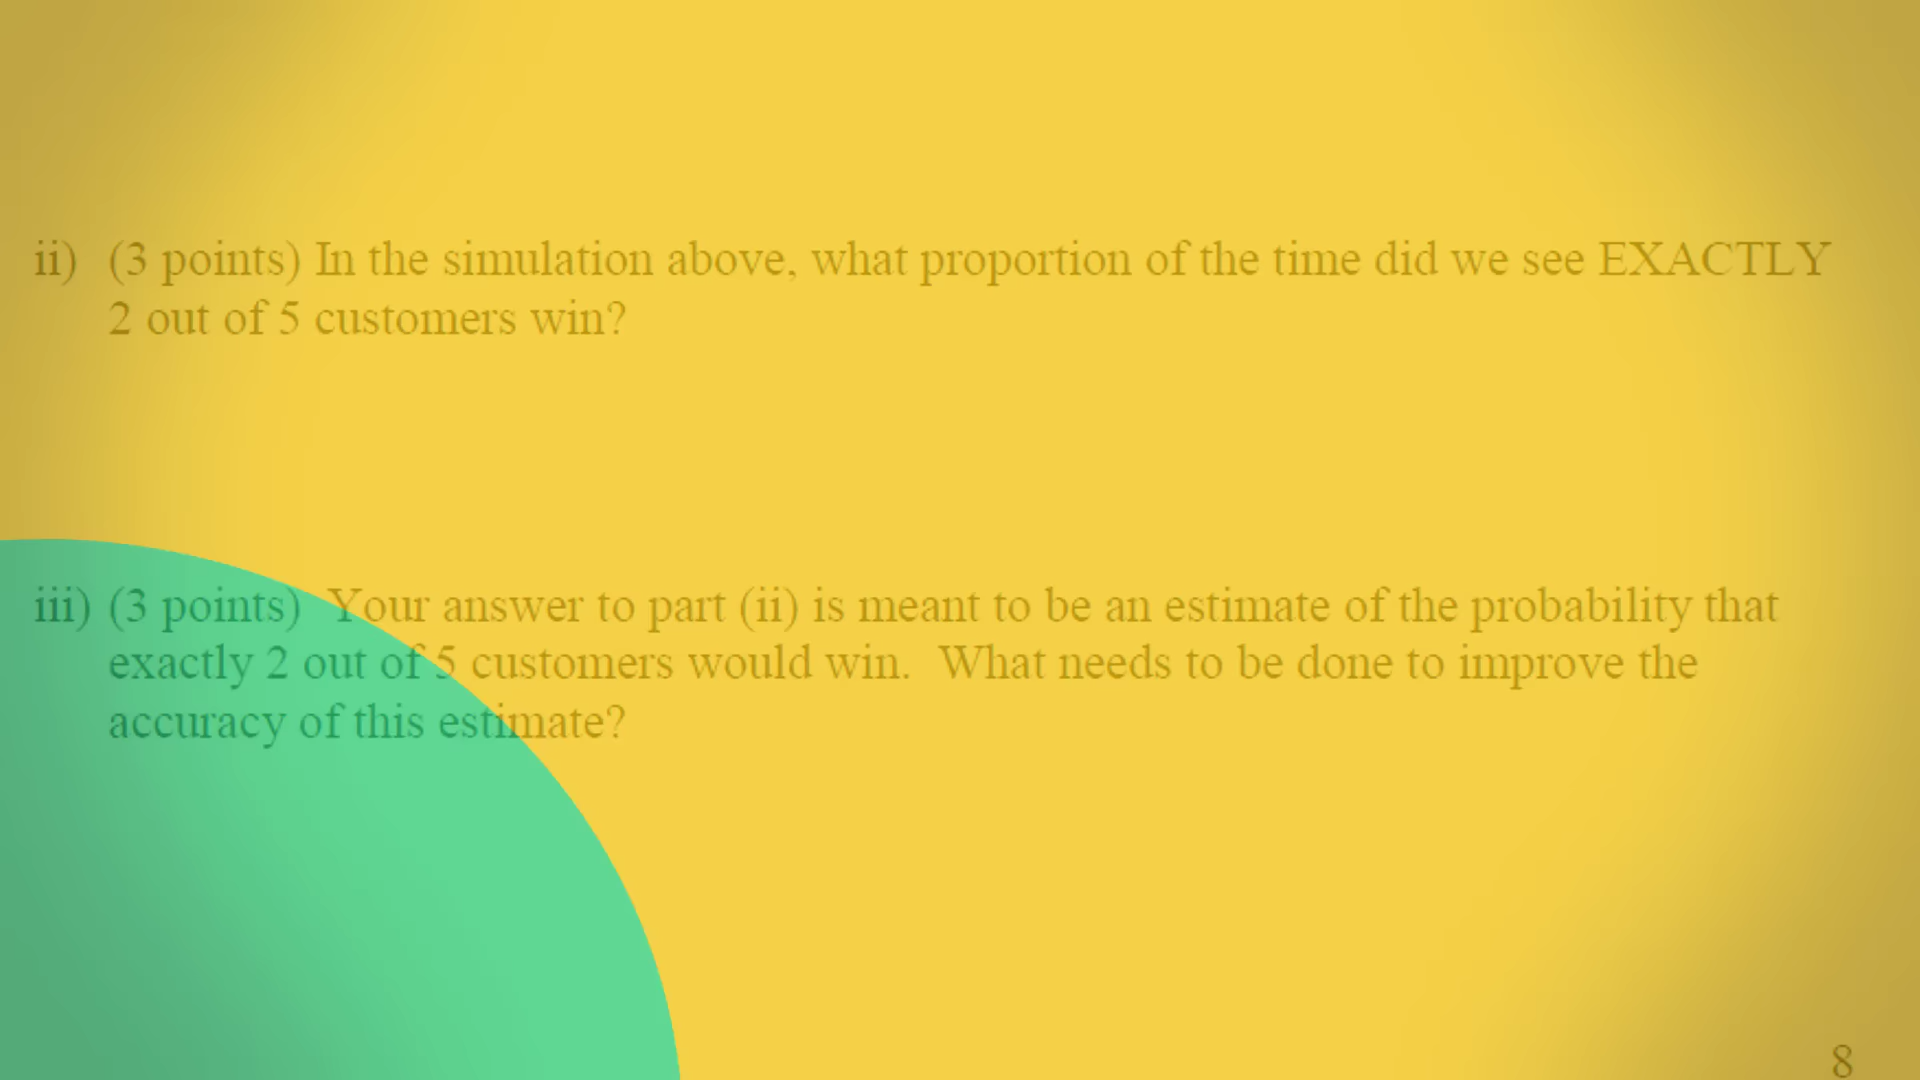 ii) (3 points) In the simulation above, what proportion of the time did we see EXACTLY
2 out of 5 customers win?
iii) (3 points) Your answer to part (ii) is meant to be an estimate of the probability that
exactly 2 out of 5 customers would win. What needs to be done to improve the
accuracy of this estimate?
8